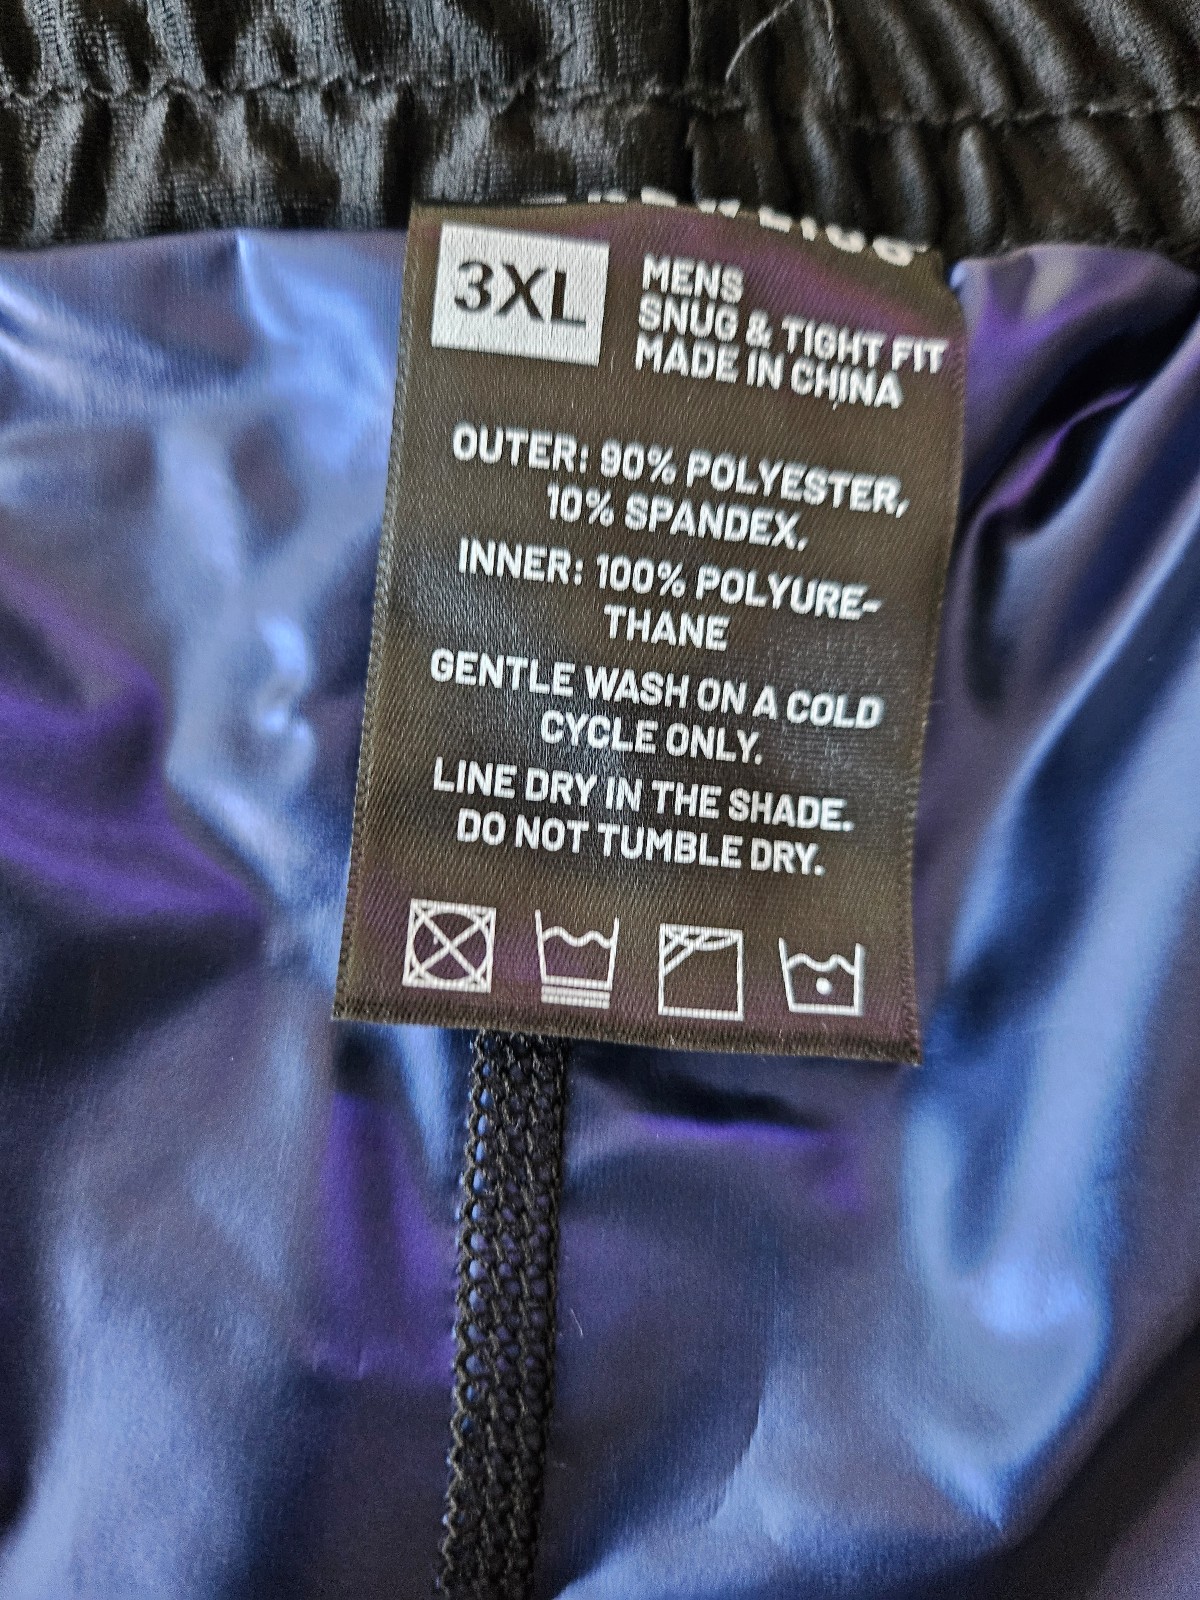 3XL
MENS
SNUG & TIGHT FIT
MADE IN CHINA
OUTER: 90% POLYESTER,
10% SPANDEX.
INNER: 100% POLYURE-
THANE
GENTLE WASH ON A COLD
CYCLE ONLY.
LINE DRY IN THE SHADE.
DO NOT TUMBLE DRY.